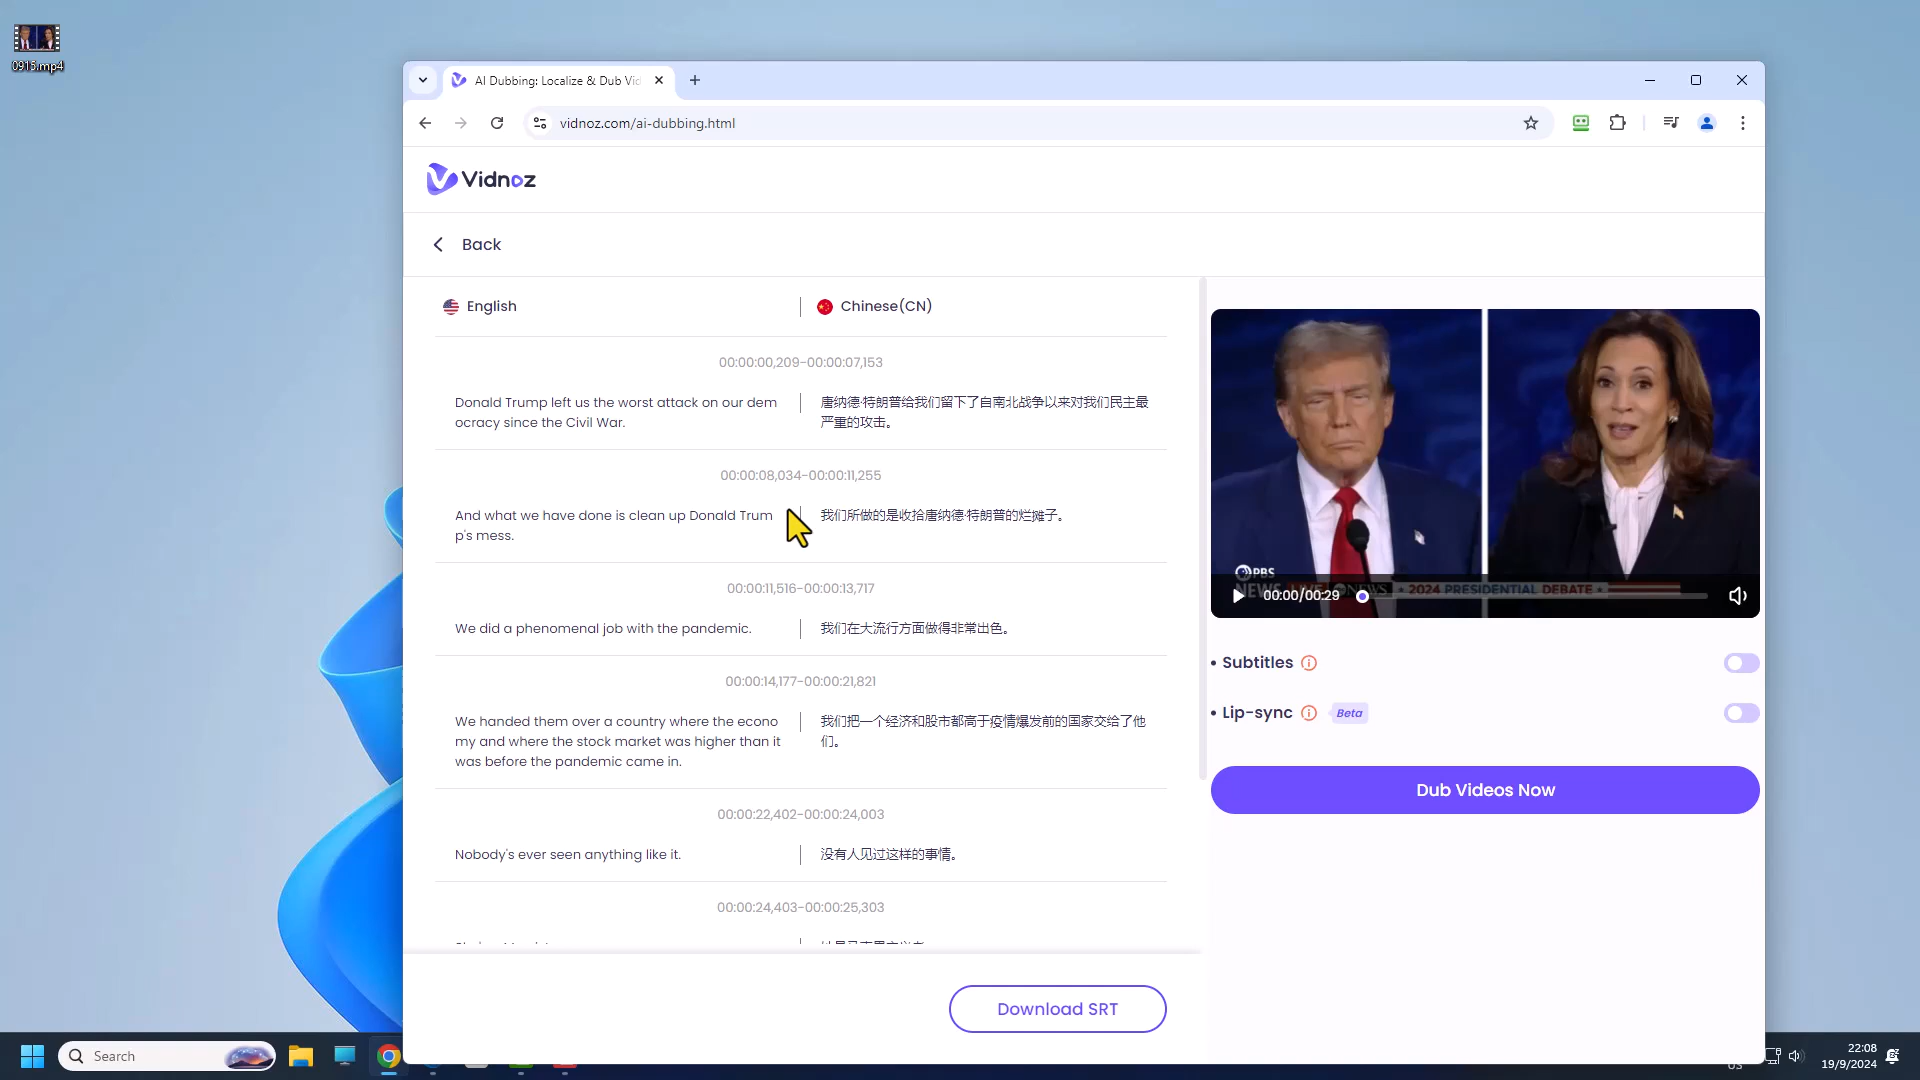 0915.mp4
AI Dubbing: Localize & Dub Vid
vidnoz.com/ai-dubbing.html
Vidnoz
Back
English
Chinese(CN)
00:00:00,209-00:00:07,153
Donald Trump left us the worst attack on our dem
ocracy since the Civil War.
唐纳德·特朗普给我们留下了自南北战争以来对我们民主最
严重的攻击。
00:00:08,034-00:00:11,255
And what we have done is clean up Donald Trum
p's mess.
我们所做的是收拾唐纳德·特朗普的烂摊子。
00:00:11,516-00:00:13,717
We did a phenomenal job with the pandemic.
我们在大流行方面做得非常出色。
00:00:14,177-00:00:21,821
We handed them over a country where the econo
my and where the stock market was higher than it
was before the pandemic came in.
我们把一个经济和股市都高于疫情爆发前的国家交给了他
们。
00:00:22,402-00:00:24,003
Nobody's ever seen anything like it.
没有人见过这样的事情。
00:00:24,403-00:00:25,303
Download SRT
PBS
NEWS
2024 PRESIDENTIAL DEBATE
00:00/00:29
Subtitles
Lip-sync
Beta
Dub Videos Now
Search
22:08
19/9/2024